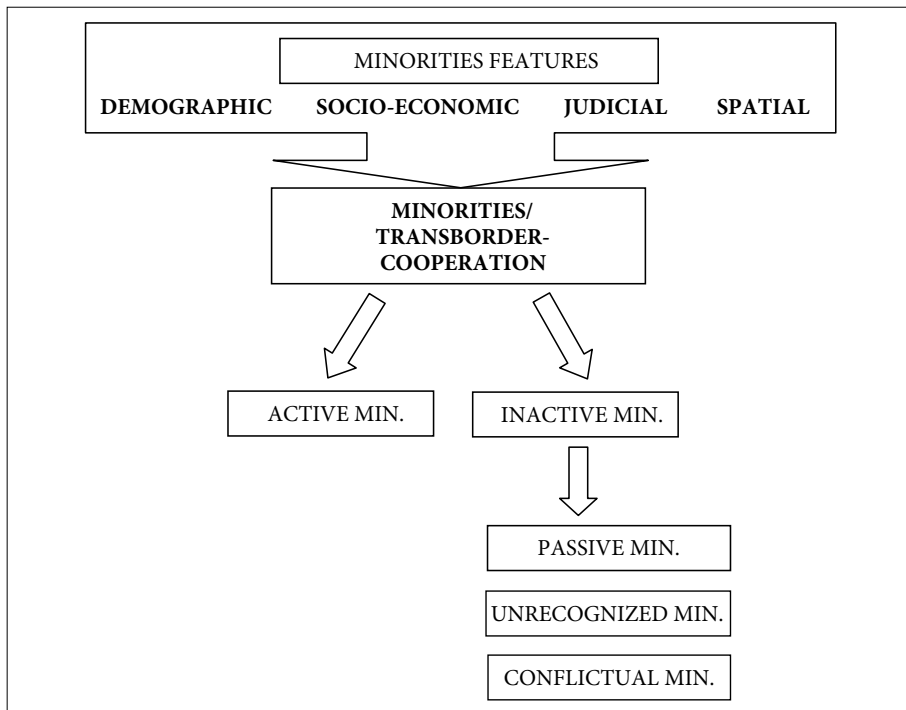 MINORITIES FEATURES
DEMOGRAPHIC SOCIO-ECONOMIC JUDICIAL SPATIAL
MINORITIES/
TRANSBORDER-
COOPERATION
ACTIVE MIN.
INACTIVE MIN.
PASSIVE MIN.
UNRECOGNIZED MIN.
CONFLICTUAL MIN.